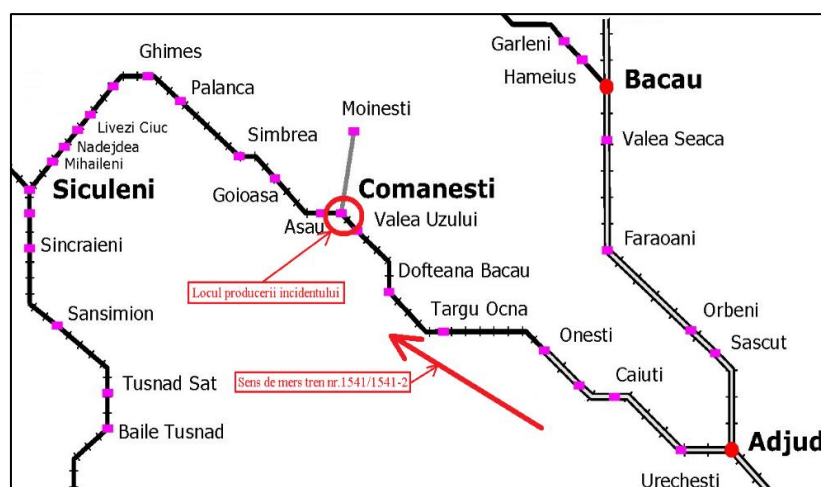 Garleni
Ghimes
Hameius
Bacau
Palanca
Moinesti
Livezi Ciuc
Simbrea
Valea Seaca
Nadejdea
Mihaileni
Siculeni
Goioasa
Comanesti
Asau
Valea Uzului
Sincraieni
Faraoani
Dofteana Bacau
Locul producerii incidentului
Sansimion
Targu Ocna
Orbeni
Onesti
Sascut
Tusnad Sat
Sens de mers tren nr.1541/1541-2
Caiuti
Baile Tusnad
Adjud
Urechesti